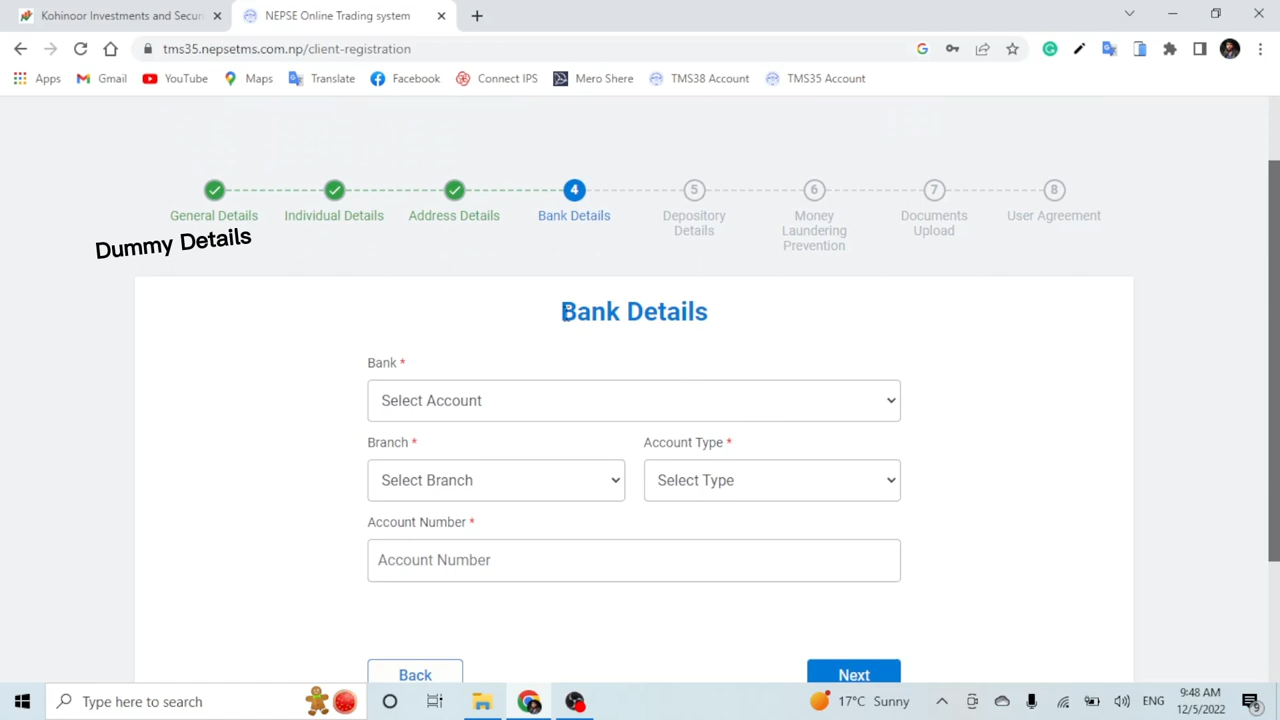 Kohinoor Investments and Securi
NEPSE Online Trading system
tms35.nepsetms.com.np/client-registration
Apps Gmail YouTube Maps Translate Facebook Connect IPS Mero Share TMS38 Account TMS35 Account
4 5 6 7 8
General Details Individual Details Address Details Bank Details Depository Details Money Laundering Prevention Documents Upload User Agreement
Dummy Details
Bank Details
Bank *
Select Account
Branch * Account Type *
Select Branch Select Type
Account Number *
Account Number
Back Next
Type here to search
17°C Sunny
ENG
9:48 AM
12/5/2022
9